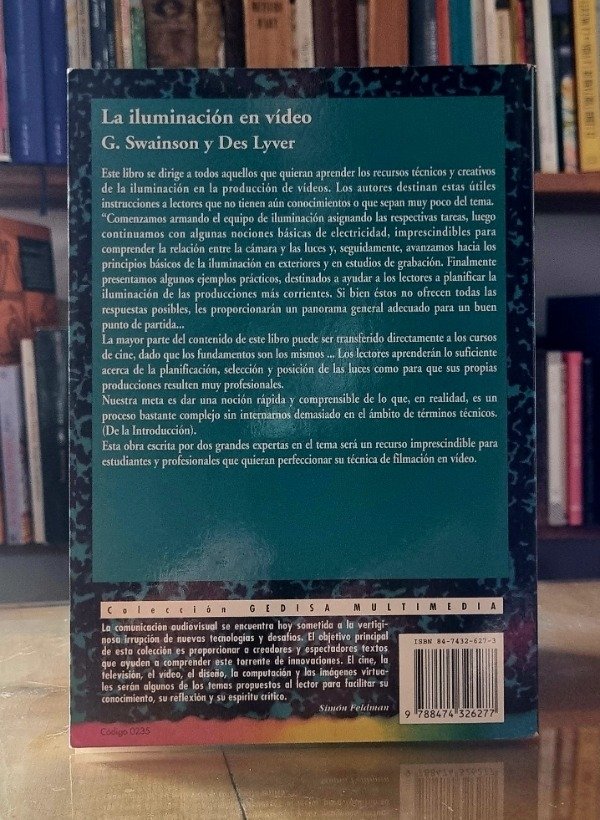 La iluminación en vídeo
G. Swainson y Des Lyver
Este libro se dirige a todos aquellos que quieran aprender los recursos técnicos y creativos
de la iluminación en la producción de vídeos. Los autores destinan estas útiles
instrucciones a lectores que no tienen aún conocimientos o que sepan muy poco del tema.
“Comenzamos armando el equipo de iluminación asignando las respectivas tareas, luego
continuamos con algunas nociones básicas de electricidad, imprescindibles para
comprender la relación entre la cámara y las luces y, seguidamente, avanzamos hacia los
principios básicos de la iluminación en exteriores y en estudios de grabación. Finalmente
presentamos algunos ejemplos prácticos, destinados a ayudar a los lectores a planificar la
iluminación de las producciones más corrientes. Si bien éstos no ofrecen todas las
respuestas posibles, les proporcionarán un panorama general adecuado para un buen
punto de partida...
La mayor parte del contenido de este libro puede ser transferido directamente a los cursos
de cine, dado que los fundamentos son los mismos ... Los lectores aprenderán lo suficiente
acerca de la planificación, selección y posición de las luces como para que sus propias
producciones resulten muy profesionales.
Nuestra meta es dar una noción rápida y comprensible de lo que, en realidad, es un
proceso bastante complejo sin internarnos demasiado en el ámbito de términos técnicos.
(De la Introducción).
Esta obra escrita por dos grandes expertas en el tema será un recurso imprescindible para
estudiantes y profesionales que quieran perfeccionar su técnica de filmación en vídeo.
Colección GEDISA MULTIMEDIA
La comunicación audiovisual se encuentra hoy sometida a la vertigi-
nosa irrupción de nuevas tecnologías y desafíos. El objetivo principal
de esta colección es proporcionar a creadores y espectadores textos
que ayuden a comprender este torrente de innovaciones. El cine, la
televisión, el vídeo, el diseño, la computación y las imágenes virtua-
les serán algunos de los temas propuestos al lector para facilitar su
conocimiento, su reflexión y su espíritu crítico.
Simón Feldman
Código 0235
ISBN 84-7432-627-3
9 788474 326277